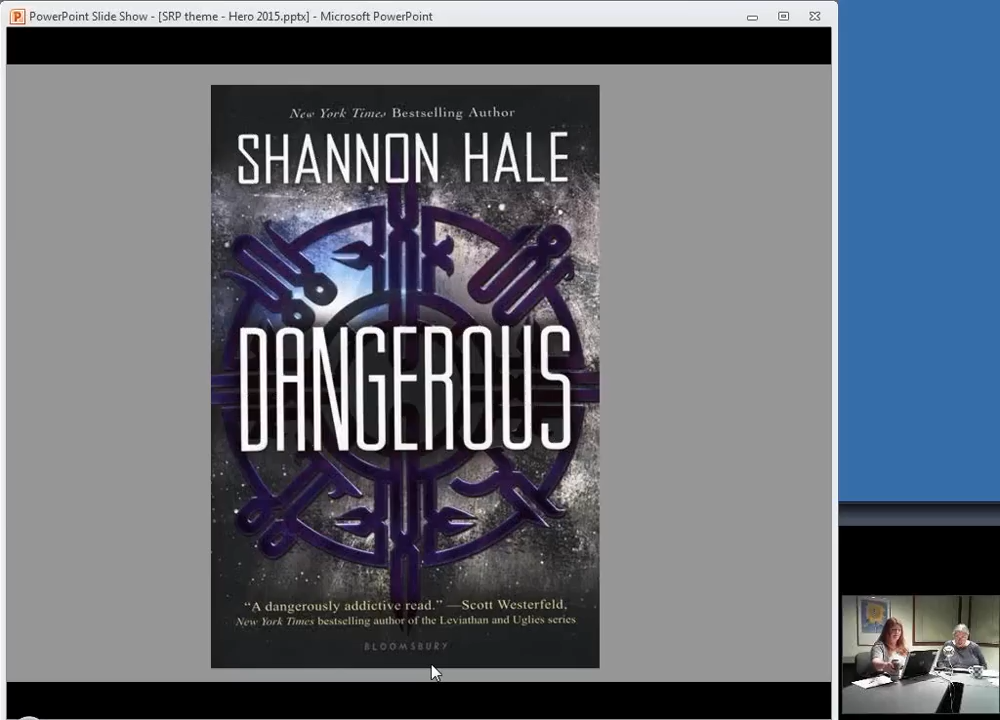 PowerPoint Slide Show - [SRP theme - Hero 2015.pptx] - Microsoft PowerPoint
New York Times Bestselling Author
SHANNON HALE
DANGEROUS
“A dangerously addictive read.” —Scott Westerfeld,
New York Times bestselling author of the Leviathan and Uglies series
BLOOMSBURY